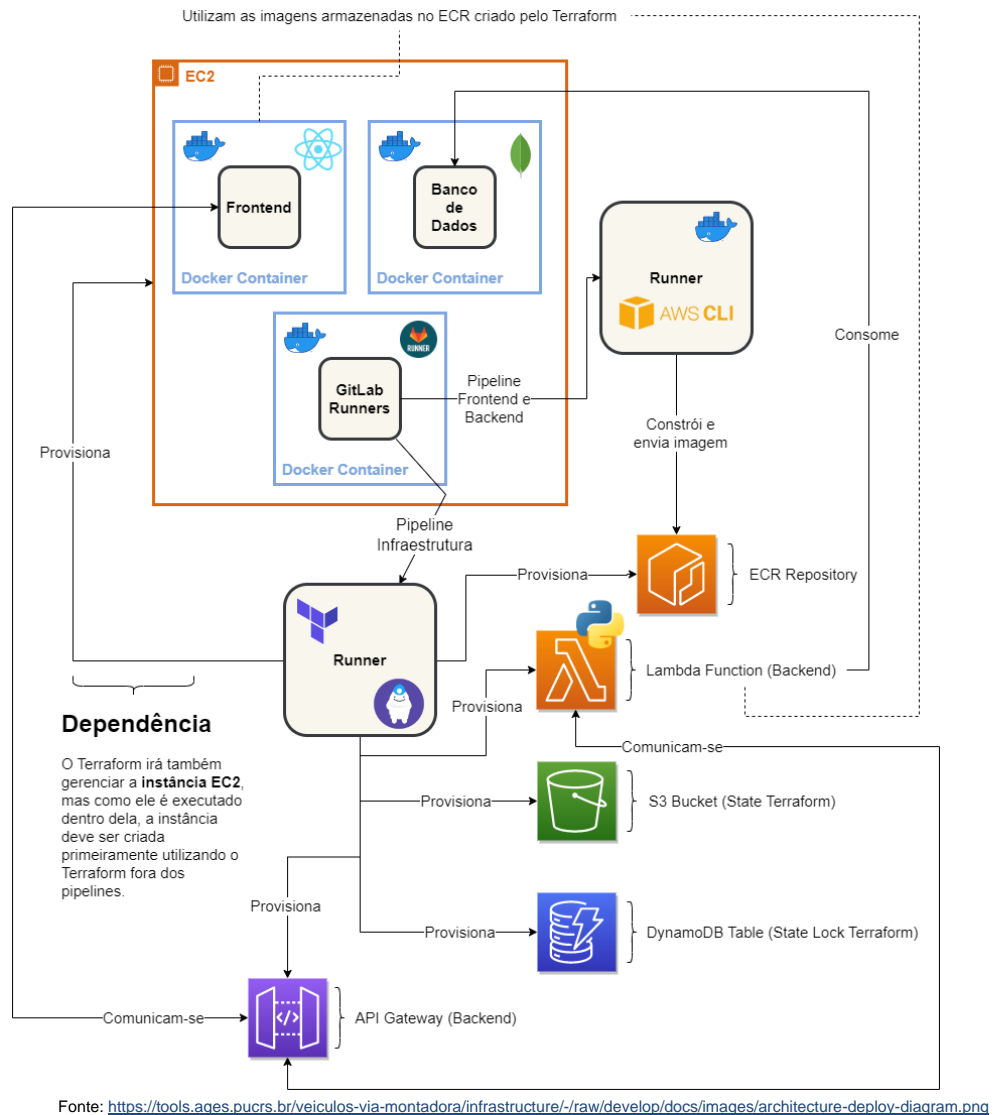 Utilizam as imagens armazenadas no ECR criado pelo Terraform
EC2
Frontend
Docker Container
Banco
de
Dados
Docker Container
Runner
AWS CLI
Consome
RUNNER
GitLab
Runners
Docker Container
Pipeline
Frontend e
Backend
Constrói e
envia imagem
Provisiona
Pipeline
Infraestrutura
Provisiona
ECR Repository
Runner
Lambda Function (Backend)
Provisiona
Dependência
O Terraform irá também
gerenciar a instância EC2,
mas como ele é executado
dentro dela, a instância
deve ser criada
primeiramente utilizando o
Terraform fora dos
pipelines.
Comunicam-se
Provisiona
S3 Bucket (State Terraform)
Provisiona
Provisiona
DynamoDB Table (State Lock Terraform)
Comunicam-se
</>
API Gateway (Backend)
Fonte: https://tools.ages.pucrs.br/veiculos-via-montadora/infrastructure/-/raw/develop/docs/images/architecture-deploy-diagram.png